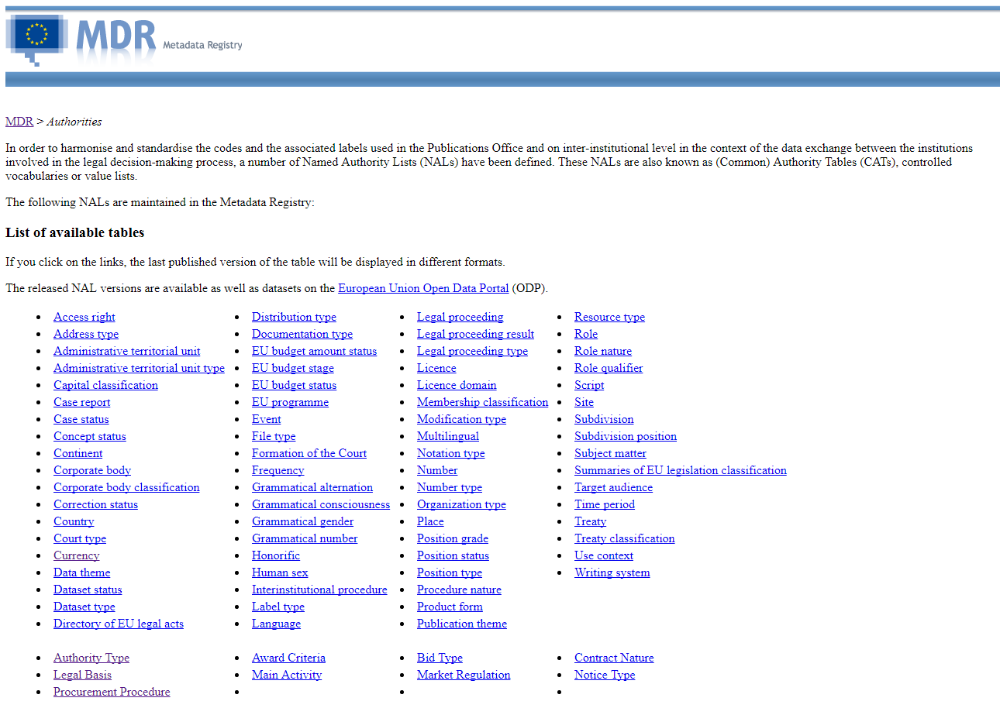 MDR Metadata Registry
MDR > Authorities
In order to harmonise and standardise the codes and the associated labels used in the Publications Office and on inter-institutional level in the context of the data exchange between the institutions
involved in the legal decision-making process, a number of Named Authority Lists (NALs) have been defined. These NALs are also known as (Common) Authority Tables (CATs), controlled
vocabularies or value lists.
The following NALs are maintained in the Metadata Registry:
List of available tables
If you click on the links, the last published version of the table will be displayed in different formats.
The released NAL versions are available as well as datasets on the European Union Open Data Portal (ODP).
Access right
Address type
Administrative territorial unit
Administrative territorial unit type
Capital classification
Case report
Case status
Concept status
Continent
Corporate body
Corporate body classification
Correction status
Country
Court type
Currency
Data theme
Dataset status
Dataset type
Directory of EU legal acts
Distribution type
Documentation type
EU budget amount status
EU budget stage
EU budget status
EU programme
Event
File type
Formation of the Court
Frequency
Grammatical alternation
Grammatical consciousness
Grammatical gender
Grammatical number
Honorific
Human sex
Interinstitutional procedure
Label type
Language
Legal proceeding
Legal proceeding result
Legal proceeding type
Licence
Licence domain
Membership classification
Modification type
Multilingual
Notation type
Number
Number type
Organization type
Place
Position grade
Position status
Position type
Procedure nature
Product form
Publication theme
Resource type
Role
Role nature
Role qualifier
Script
Site
Subdivision
Subdivision position
Subject matter
Summaries of EU legislation classification
Target audience
Time period
Treaty
Treaty classification
Use context
Writing system
Authority Type
Legal Basis
Procurement Procedure
Award Criteria
Main Activity
Bid Type
Market Regulation
Contract Nature
Notice Type